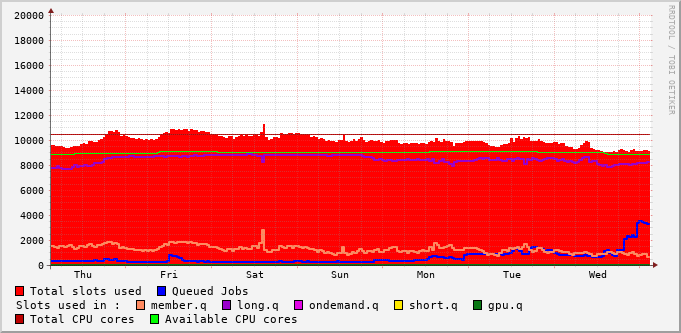 20000
18000
16000
14000
12000
10000
8000
6000
4000
2000
0
Thu Fri Sat Sun Mon Tue Wed
RRDTOOL / TOBI OETIKER
Total slots used Queued Jobs
Slots used in : member.q long.q ondemand.q short.q gpu.q
Total CPU cores Available CPU cores